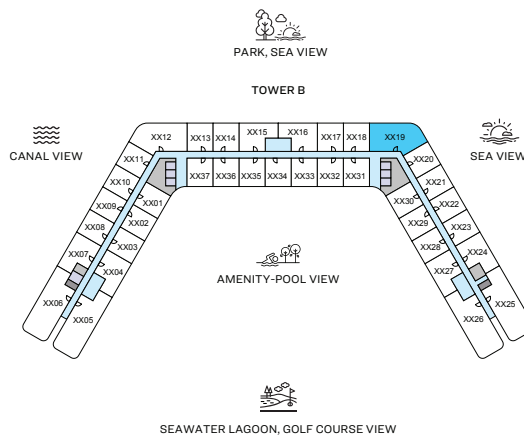 PARK, SEA VIEW
TOWER B
XX12
XX13
XX14
XX15
XX16
XX17
XX18
XX19
CANAL VIEW
SEA VIEW
XX11
XX20
XX37
XX36
XX35
XX34
XX33
XX32
XX31
XX10
XX21
XX09
XX01
XX30
XX22
XX08
XX02
XX29
XX23
XX07
XX03
XX28
XX24
XX04
XX27
XX06
XX05
XX25
XX26
AMENITY-POOL VIEW
SEAWATER LAGOON, GOLF COURSE VIEW